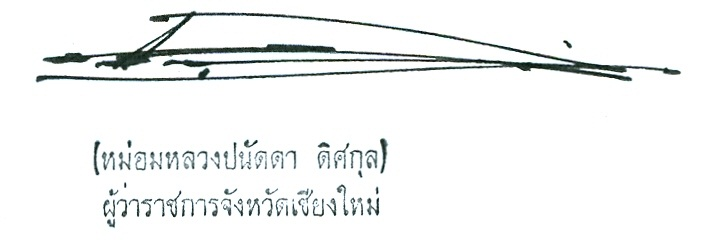 (หม่อมหลวงปนัดดา ดิศกุล)
ผู้ว่าราชการจังหวัดเชียงใหม่